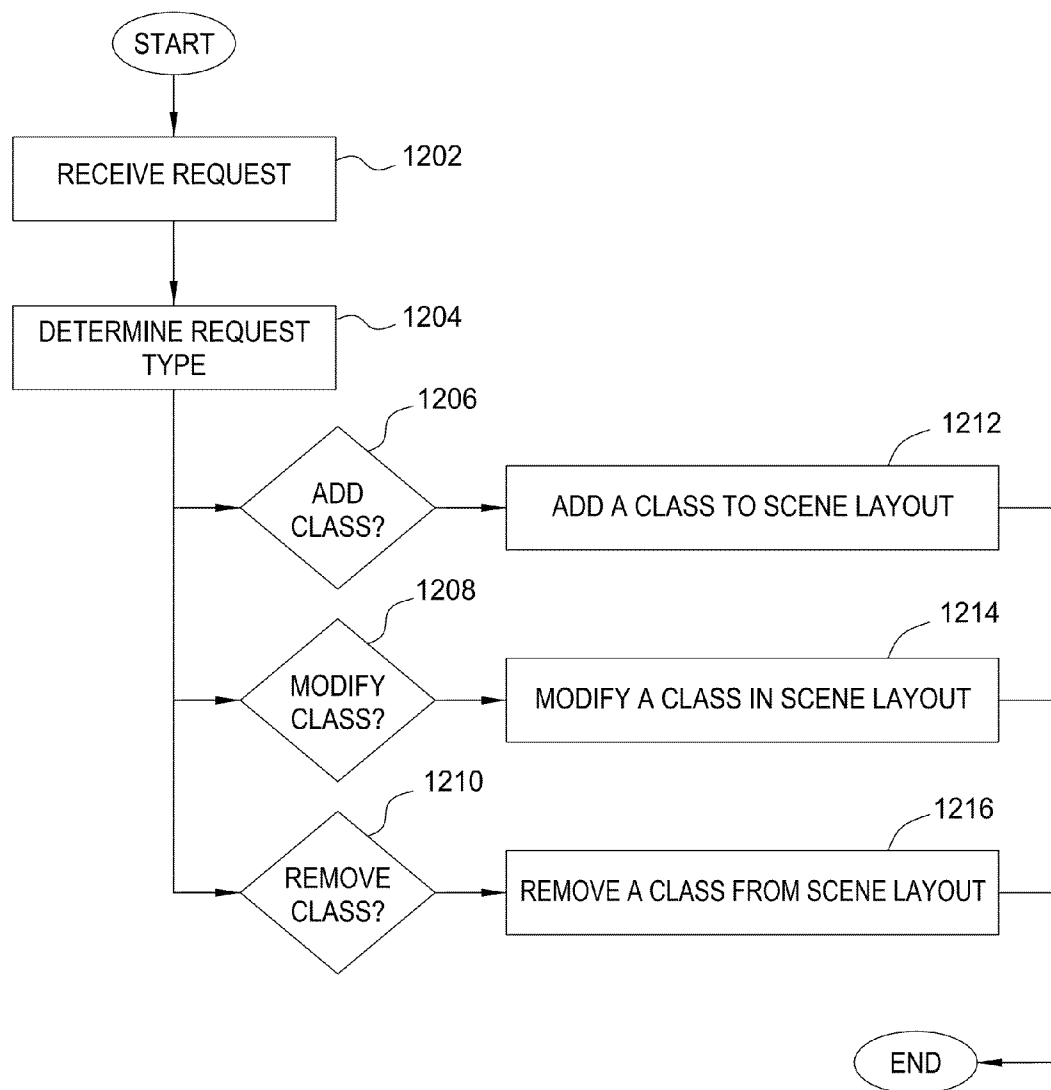 START
RECEIVE REQUEST
1202
DETERMINE REQUEST
TYPE
1204
ADD
CLASS?
1206
ADD A CLASS TO SCENE LAYOUT
1212
MODIFY
CLASS?
1208
MODIFY A CLASS IN SCENE LAYOUT
1214
REMOVE
CLASS?
1210
REMOVE A CLASS FROM SCENE LAYOUT
1216
END